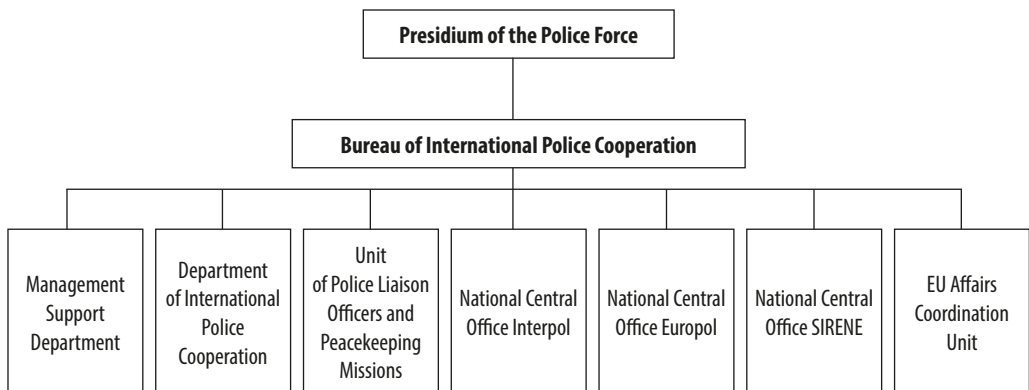 Presidium of the Police Force
Bureau of International Police Cooperation
Management
Support
Department
Department
of International
Police
Cooperation
Unit
of Police Liaison
Officers and
Peacekeeping
Missions
National Central
Office Interpol
National Central
Office Europol
National Central
Office SIRENE
EU Affairs
Coordination
Unit